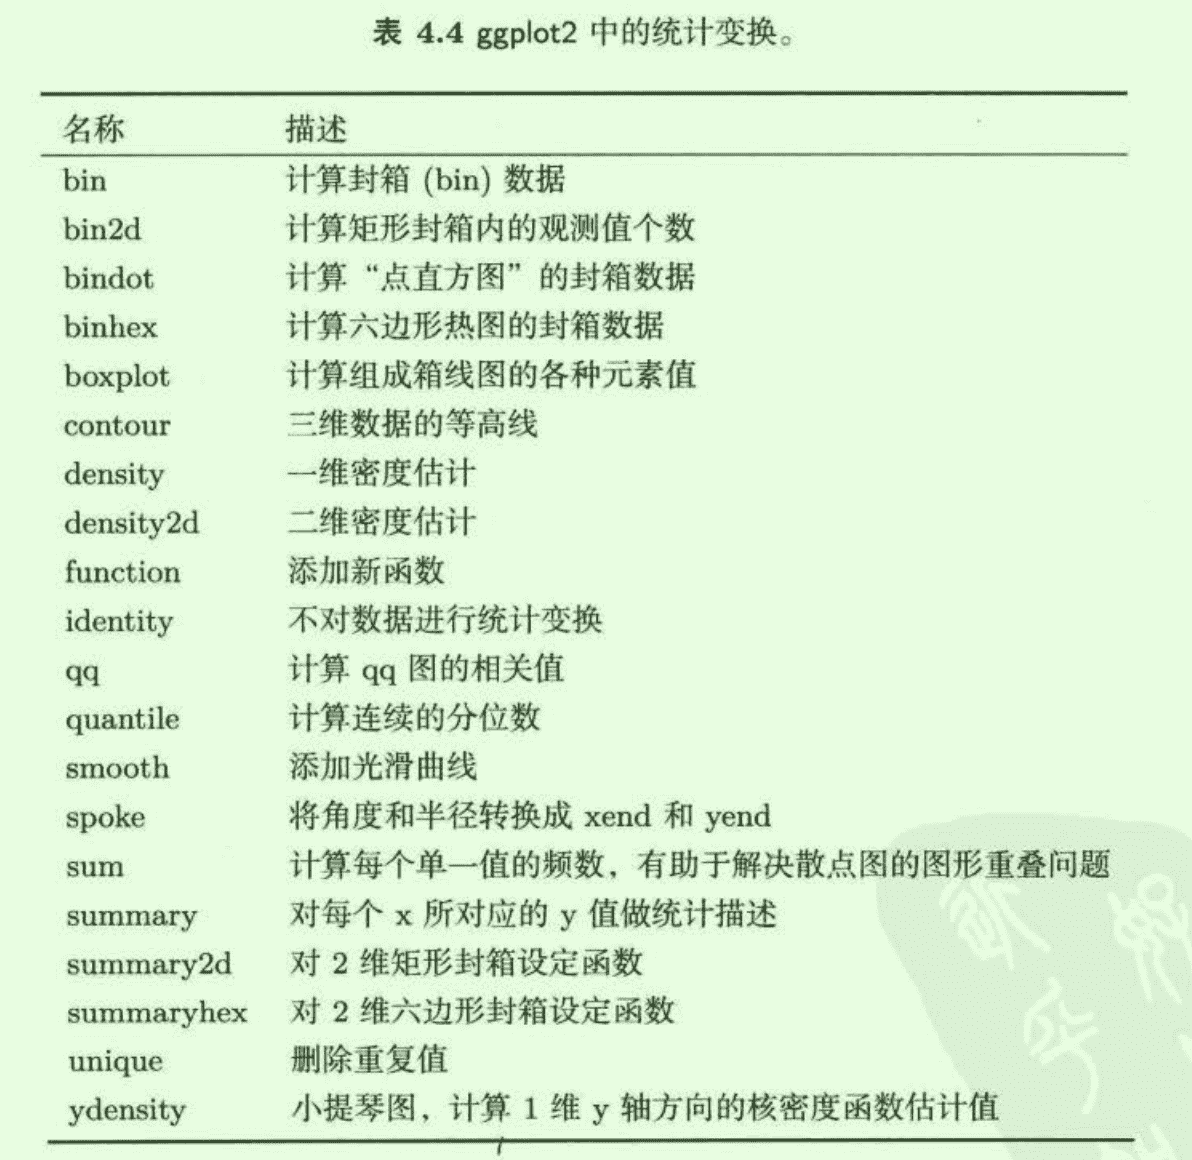 表 4.4 ggplot2 中的统计变换。
名称 描述
bin 计算封箱 (bin) 数据
bin2d 计算矩形封箱内的观测值个数
bindot 计算 “点直方图” 的封箱数据
binhex 计算六边形热图的封箱数据
boxplot 计算组成箱线图的各种元素值
contour 三维数据的等高线
density 一维密度估计
density2d 二维密度估计
function 添加新函数
identity 不对数据进行统计变换
qq 计算 qq 图的相关值
quantile 计算连续的分位数
smooth 添加光滑曲线
spoke 将角度和半径转换成 xend 和 yend
sum 计算每个单一值的频数，有助于解决散点图的图形重叠问题
summary 对每个 x 所对应的 y 值做统计描述
summary2d 对 2 维矩形封箱设定函数
summaryhex 对 2 维六边形封箱设定函数
unique 删除重复值
ydensity 小提琴图，计算 1 维 y 轴方向的核密度函数估计值